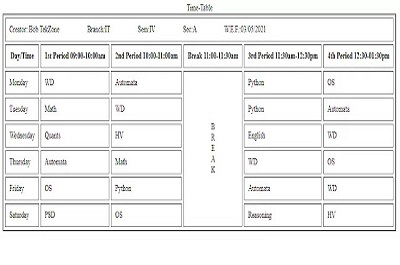 Time-Table
Creator: Bob TekZone Branch:IT Sem:IV Sec:A W.E.F.:03/05/2021
Day/Time 1st Period 09:00-10:00am 2nd Period 10:00-11:00am Break 11:00-11:30am 3rd Period 11:30am-12:30pm 4th Period 12:30-01:30pm
Monday WD Automata Python OS
Tuesday Math WD Python Automata
Wednesday Quants HV BREAK English WD
Thursday Automata Math WD OS
Friday OS Python Automata WD
Saturday PSD OS Reasoning HV